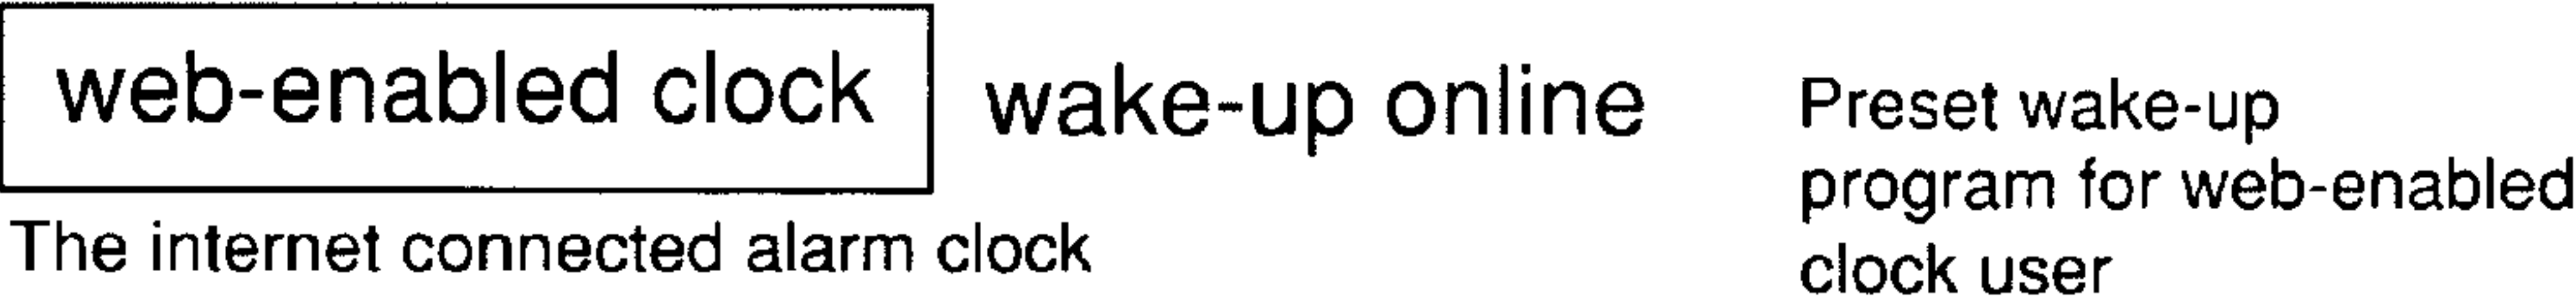 web-enabled clock
wake-up online
The internet connected alarm clock
Preset wake-up
program for web-enabled
clock user